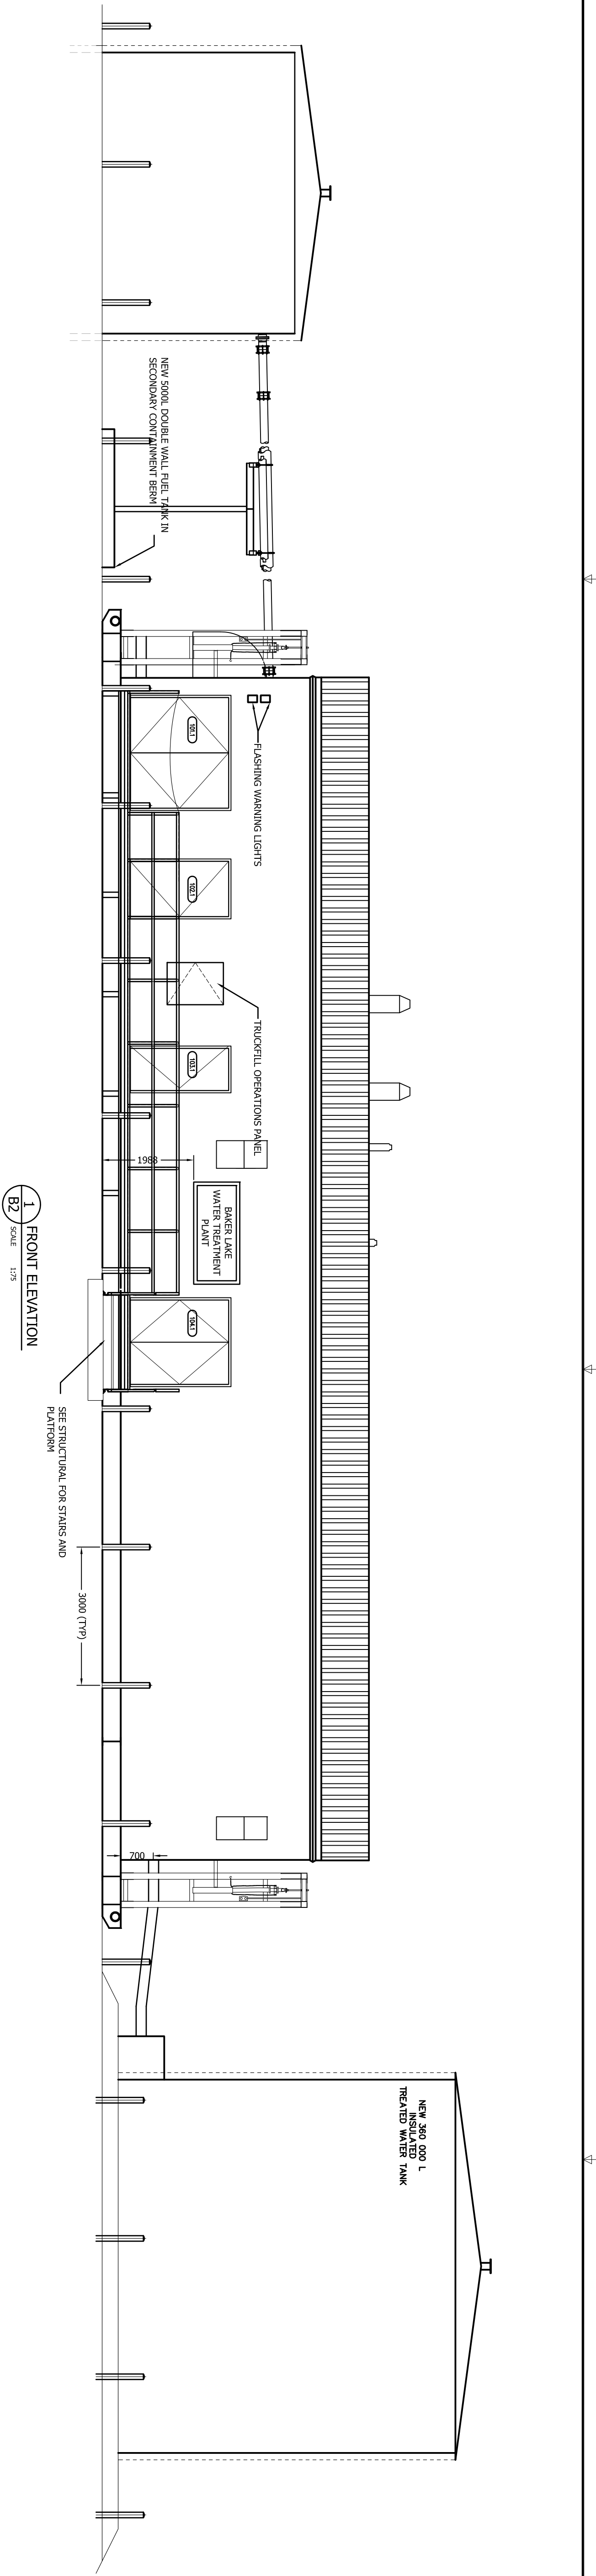 NEW 5000L DOUBLE WALL FUEL TANK IN
SECONDARY CONTAINMENT BERM
FLASHING WARNING LIGHTS
101.1
102.1
TRUCKFILL OPERATIONS PANEL
103.1
1988
BAKER LAKE
WATER TREATMENT
PLANT
104.1
1
B2
FRONT ELEVATION
SCALE 1:75
SEE STRUCTURAL FOR STAIRS AND
PLATFORM
3000 (TYP)
700
NEW 360 000 L
INSULATED
TREATED WATER TANK